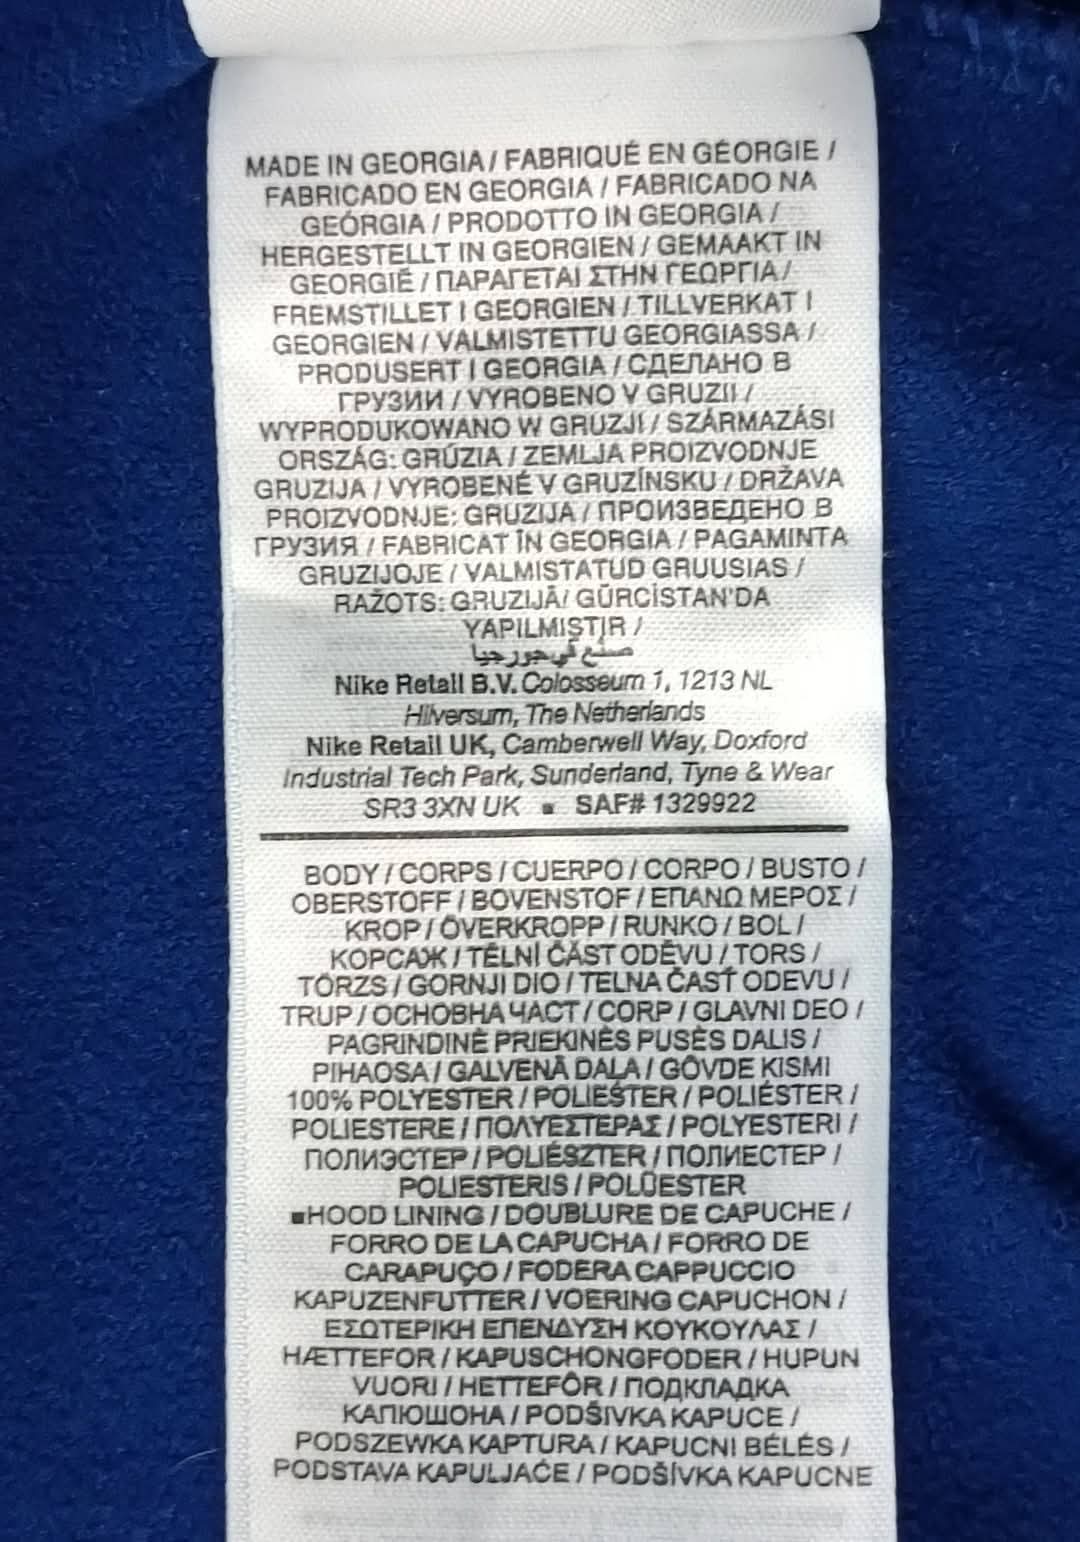 MADE IN GEORGIA / FABRIQUÉ EN GÉORGIE /
FABRICADO EN GEORGIA / FABRICADO NA
GEÓRGIA / PRODOTTO IN GEORGIA /
HERGESTELLT IN GEORGIEN / GEMAAKT IN
GEORGIË / ΠΑΡΑΓΕΤΑΙ ΣΤΗΝ ΓΕΩΡΓΙΑ /
FREMSTILLET I GEORGIEN / TILLVERKAT I
GEORGIEN / VALMISTETTU GEORGIASSA /
PRODUSERT I GEORGIA / СДЕЛАНО В
ГРУЗИИ / VYROBENO V GRUZII /
WYPRODUKOWANO W GRUZJI / SZÁRMAZÁSI
ORSZÁG: GRÚZIA / ZEMLJA PROIZVODNJE
GRUZIJA / VYROBENÉ V GRUZÍNSKU / DRŽAVA
PROIZVODNJE: GRUZIJA / ПРОИЗВЕДЕНО В
ГРУЗИЯ / FABRICAT ÎN GEORGIA / PAGAMINTA
GRUZIJOJE / VALMISTATUD GRUUSIAS /
RAŽOTS: GRUZIJĀ/ GÜRCİSTAN'DA
YAPILMIŞTIR /
صنع في جورجيا
Nike Retail B.V. Colosseum 1, 1213 NL
Hilversum, The Netherlands
Nike Retail UK, Camberwell Way, Doxford
Industrial Tech Park, Sunderland, Tyne & Wear
SR3 3XN UK ▪ SAF# 1329922
BODY / CORPS / CUERPO / CORPO / BUSTO /
OBERSTOFF / BOVENSTOF / ΕΠΑΝΩ ΜΕΡΟΣ /
KROP / ÖVERKROPP / RUNKO / BOL /
КОРСАЖ / TĚLNÍ ČÁST ODĚVU / TORS /
TÖRZS / GORNJI DIO / TELNA ČASŤ ODEVU /
TRUP / ОСНОВНА ЧАСТ / CORP / GLAVNI DEO /
PAGRINDINĖ PRIEKINĖS PUSĖS DALIS /
PIHAOSA / GALVENĀ DAĻA / GÖVDE KISMI
100% POLYESTER / POLIÉSTER / POLIÉSTER /
POLIESTERE / ΠΟΛΥΕΣΤΕΡΑΣ / POLYESTERI /
ПОЛИЭСТЕР / POLIÉSZTER / ПОЛИЕСТЕР /
POLIESTERIS / POLÜESTER
▪HOOD LINING / DOUBLURE DE CAPUCHE /
FORRO DE LA CAPUCHA / FORRO DE
CARAPUÇO / FODERA CAPPUCCIO
KAPUZENFUTTER / VOERING CAPUCHON /
ΕΣΩΤΕΡΙΚΗ ΕΠΕΝΔΥΣΗ ΚΟΥΚΟΥΛΑΣ /
HÆTTEFOR / KAPUSCHONGFODER / HUPUN
VUORI / HETTEFÔR / ПОДКЛАДКА
КАПЮШОНА / PODŠIVKA KAPUCE /
PODSZEWKA KAPTURA / KAPUCNI BÉLÉS /
PODSTAVA KAPULJAČE / PODŠÍVKA KAPUCNE